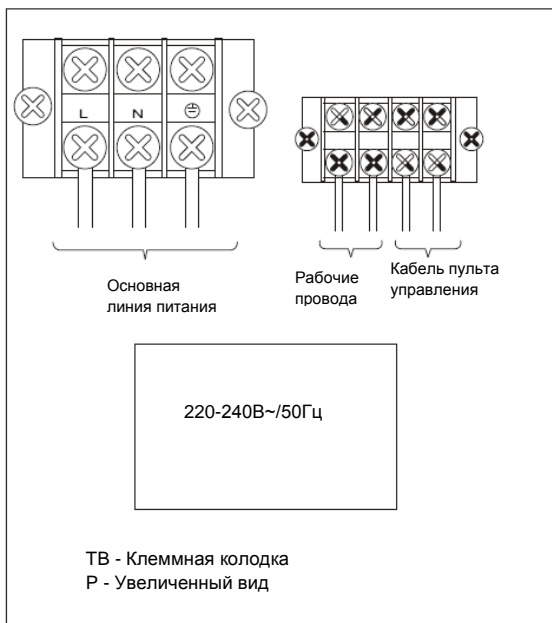 L N
Основная
линия питания
Рабочие
провода
Кабель пульта
управления
220-240В~/50Гц
ТВ - Клеммная колодка
Р - Увеличенный вид